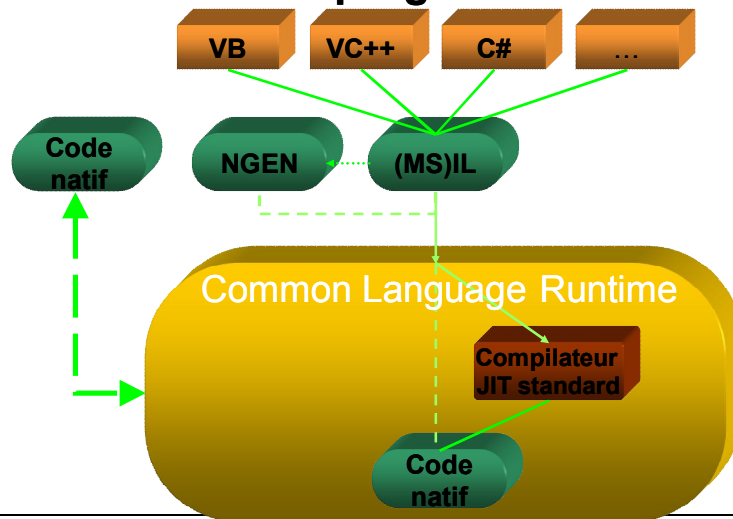 VB
VC++
C#
...
Code
natif
NGEN
(MS)IL
Common Language Runtime
Compilateur
JIT standard
Code
natif